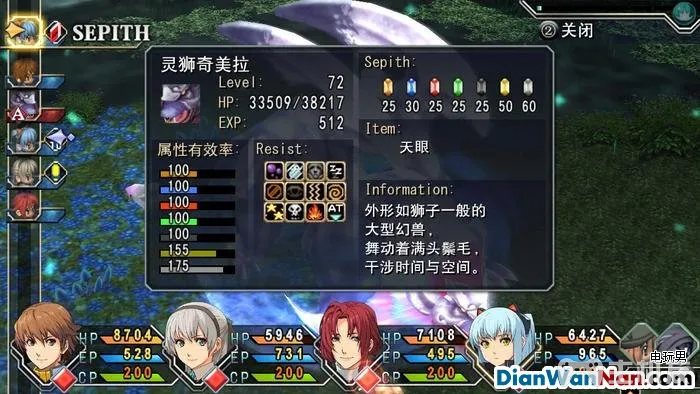 SEPITH
② 关闭
灵狮奇美拉
Level: 72
HP: 33509/38217
EXP: 512
属性有效率:
100
100
100
100
100
155
175
Resist:
AT
Sepith:
25 30 25 25 25 50 60
Item:
天眼
Information:
外形如狮子一般的
大型幻兽,
舞动着满头鬃毛,
干涉时间与空间。
A
HP 8704
EP 528
CP 200
HP 5946
EP 731
CP 200
HP 7108
EP 495
CP 200
HP 6427
EP 965
CP 200
电玩男
DianWanNan.com